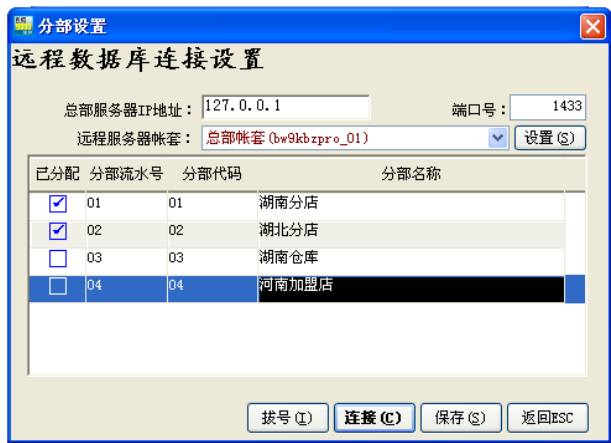 分部设置
远程数据库连接设置
总部服务器IP地址： 127.0.0.1 端口号： 1433
远程服务器帐套： 总部帐套(bw9kbzpro_01) 设置(S)
已分配 分部流水号 分部代码 分部名称
01 01 湖南分店
02 02 湖北分店
03 03 湖南仓库
04 04 河南加盟店
拔号(I) 连接(C) 保存(S) 返回ESC